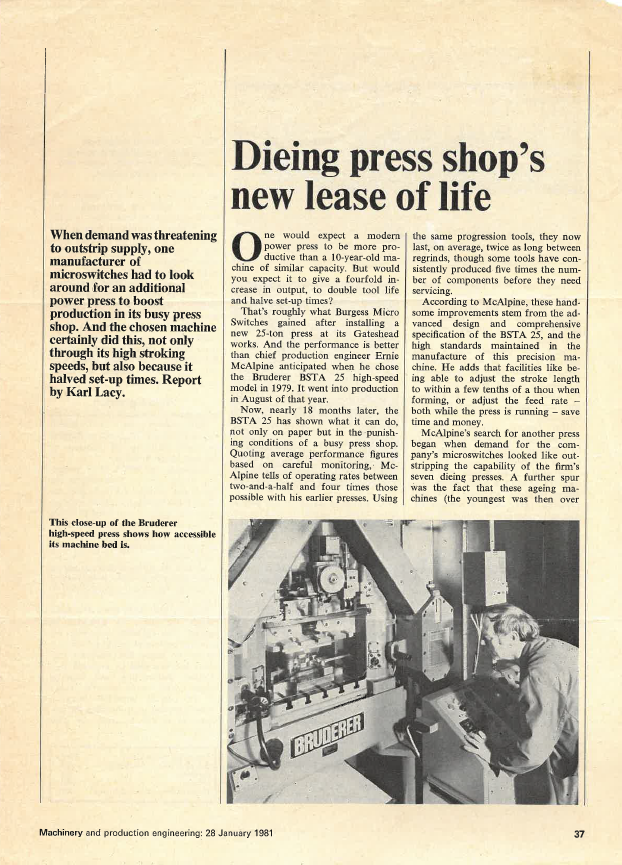 Dieing press shop's
new lease of life
When demand was threatening
to outstrip supply, one
manufacturer of
microswitches had to look
around for an additional
power press to boost
production in its busy press
shop. And the chosen machine
certainly did this, not only
through its high stroking
speeds, but also because it
halved set-up times. Report
by Karl Lacy.
One would expect a modern
power press to be more pro-
ductive than a 10-year-old ma-
chine of similar capacity. But would
you expect it to give a fourfold in-
crease in output, to double tool life
and halve set-up times?
That's roughly what Burgess Micro
Switches gained after installing a
new 25-ton press at its Gateshead
works. And the performance is better
than chief production engineer Ernie
McAlpine anticipated when he chose
the Bruderer BSTA 25 high-speed
model in 1979. It went into production
in August of that year.
Now, nearly 18 months later, the
BSTA 25 has shown what it can do,
not only on paper but in the punish-
ing conditions of a busy press shop.
Quoting average performance figures
based on careful monitoring, Mc-
Alpine tells of operating rates between
two-and-a-half and four times those
possible with his earlier presses. Using
the same progression tools, they now
last, on average, twice as long between
regrinds, though some tools have con-
sistently produced five times the num-
ber of components before they need
servicing.
According to McAlpine, these hand-
some improvements stem from the ad-
vanced design and comprehensive
specification of the BSTA 25, and the
high standards maintained in the
manufacture of this precision ma-
chine. He adds that facilities like be-
ing able to adjust the stroke length
to within a few tenths of a thou when
forming, or adjust the feed rate –
both while the press is running – save
time and money.
McAlpine's search for another press
began when demand for the com-
pany's microswitches looked like out-
stripping the capability of the firm's
seven dieing presses. A further spur
was the fact that these ageing ma-
chines (the youngest was then over
This close-up of the Bruderer
high-speed press shows how accessible
its machine bed is.
BRUDERER
Machinery and production engineering: 28 January 1981
37